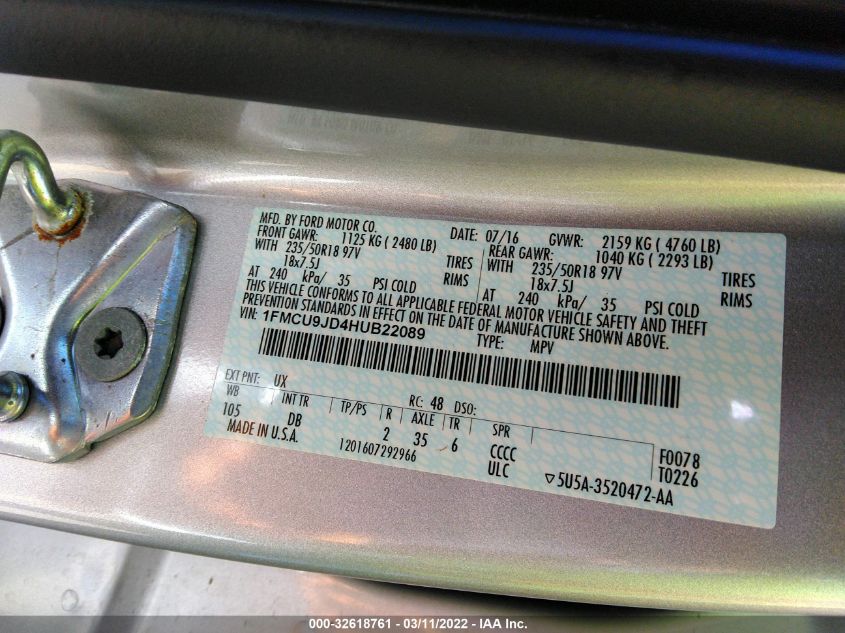 MFD. BY FORD MOTOR CO.
DATE: 07/16 GVWR: 2159 KG ( 4760 LB)
FRONT GAWR: 1125 KG ( 2480 LB) REAR GAWR: 1040 KG ( 2293 LB)
WITH 235/50R18 97V TIRES WITH 235/50R18 97V TIRES
18x7.5J RIMS 18x7.5J RIMS
AT 240 kPa/ 35 PSI COLD AT 240 kPa/ 35 PSI COLD
THIS VEHICLE CONFORMS TO ALL APPLICABLE FEDERAL MOTOR VEHICLE SAFETY AND THEFT
PREVENTION STANDARDS IN EFFECT ON THE DATE OF MANUFACTURE SHOWN ABOVE.
VIN: 1FMCU9JD4HUB22089
TYPE: MPV
EXT PNT: UX RC: 48 DSO:
WB INT TR TP/PS R AXLE TR SPR
105 DB 2 35 6 CCCC F0078
MADE IN U.S.A. 1201607292966 ULC T0226
▽5U5A-3520472-AA
000-32618761 - 03/11/2022 - IAA Inc.